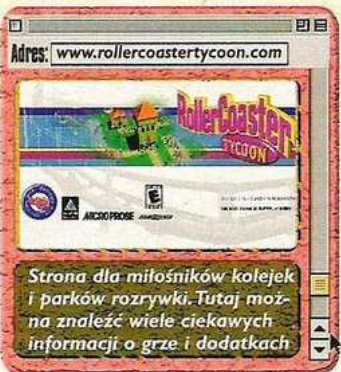 Adres: www.rollercoastertycoon.com
RollerCoaster
TYCOON
MICROPROSE
E
Strona dla miłośników kolejek
i parków rozrywki. Tutaj moż-
na znaleźć wiele ciekawych
informacji o grze i dodatkach